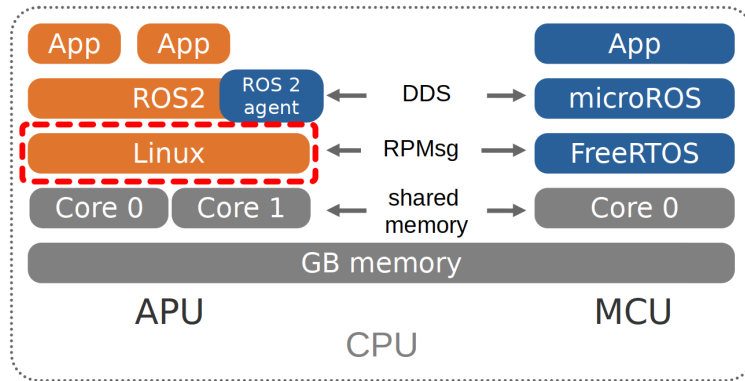 App App App
ROS2 ROS 2
agent DDS microROS
Linux RPMsg FreeRTOS
Core 0 Core 1 shared
memory Core 0
GB memory
APU MCU
CPU